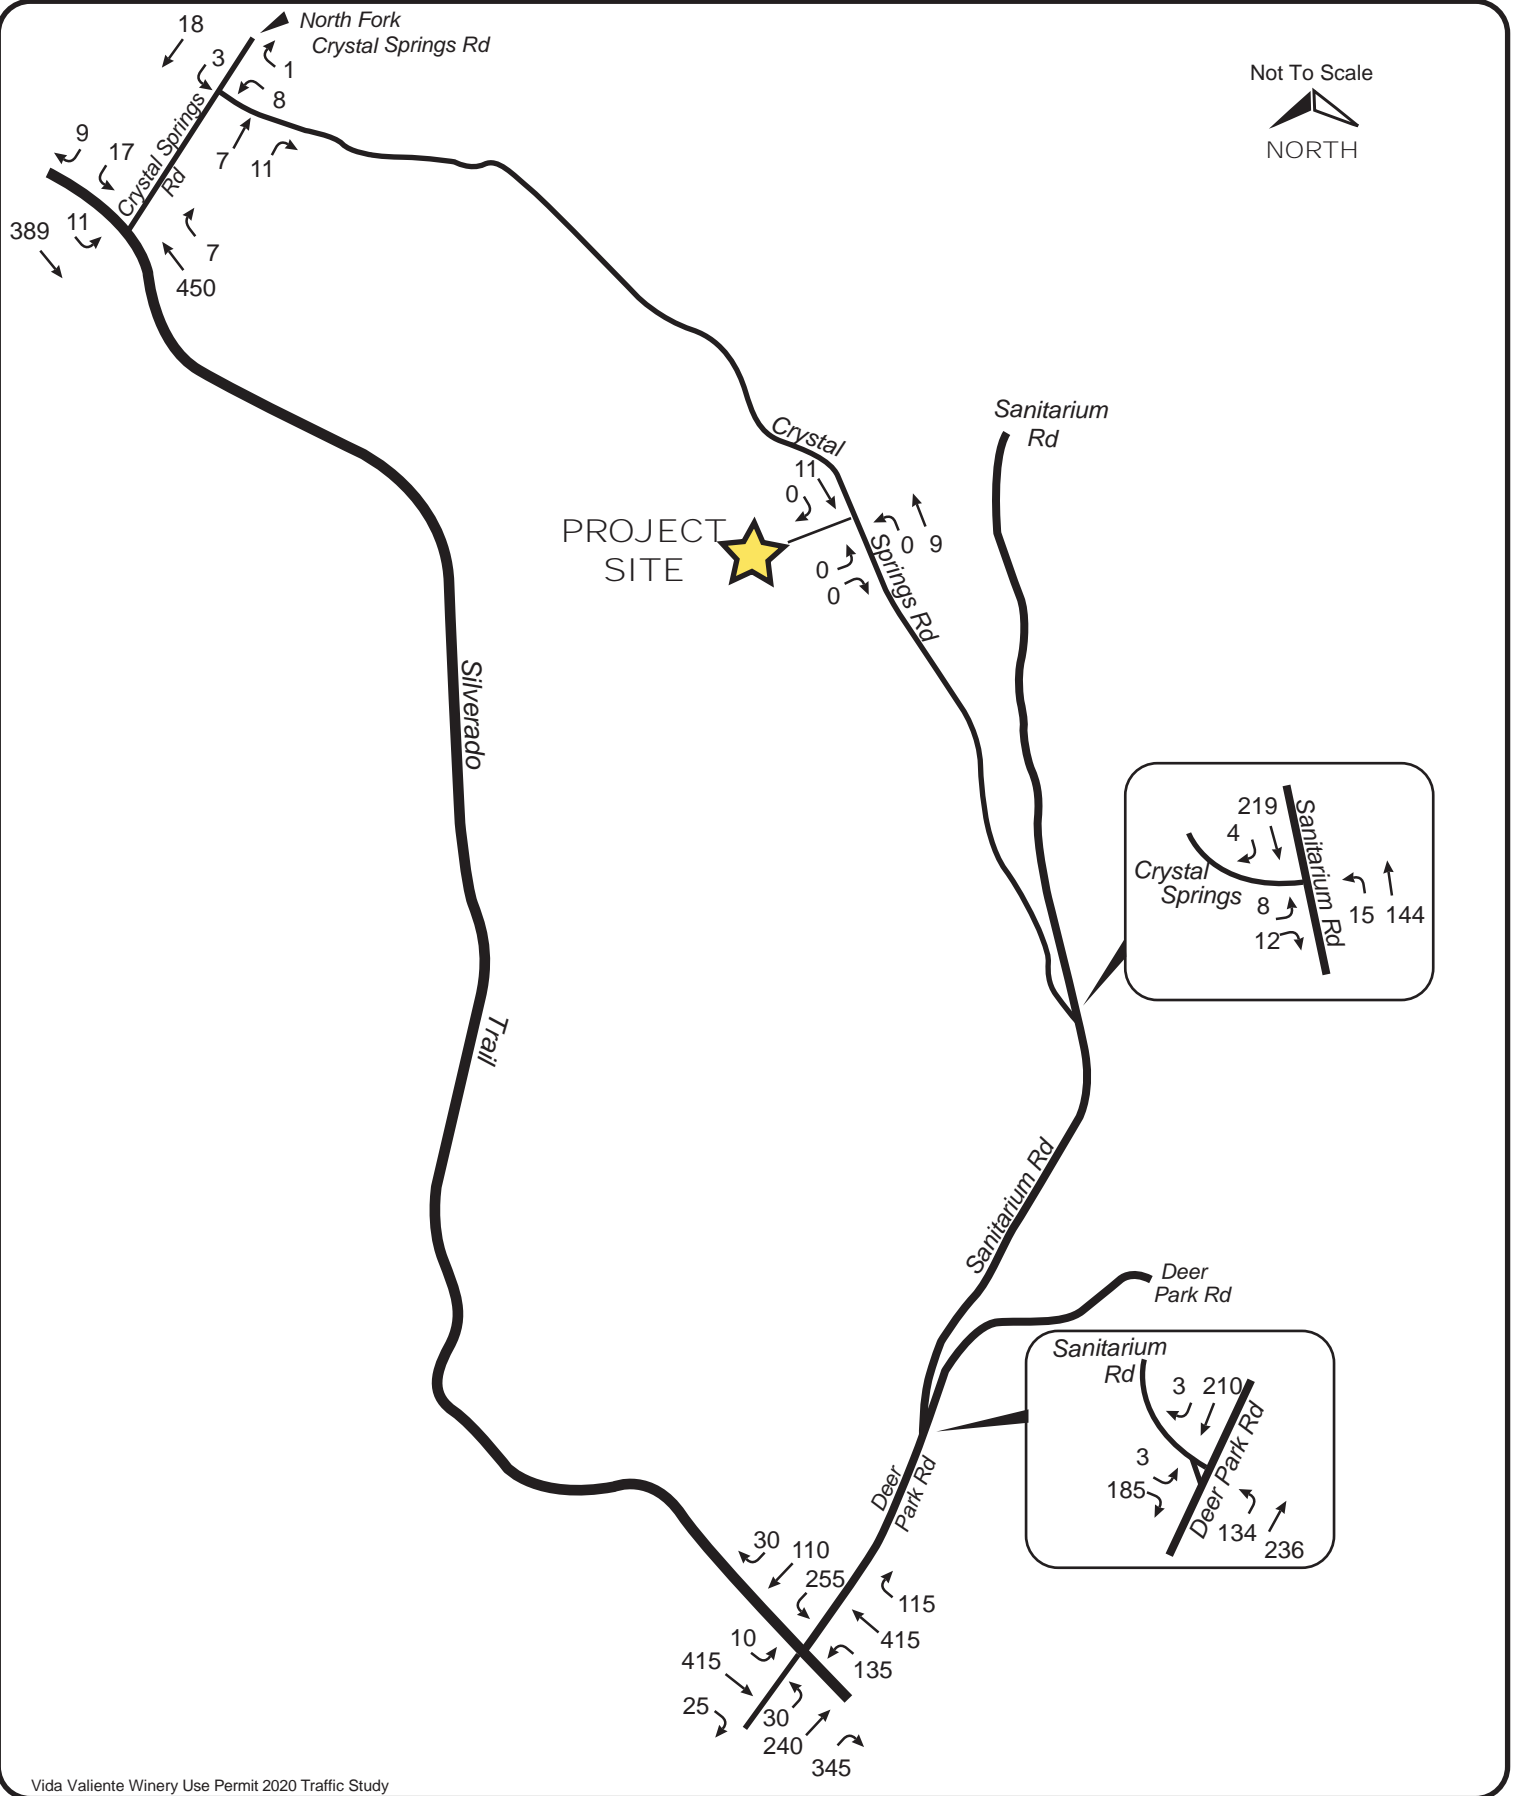 18
North Fork
Crystal Springs Rd
3
1
8
Not To Scale
NORTH
9
17
Crystal Springs
Rd
7
11
389
11
7
450
Sanitarium
Rd
Crystal
Springs Rd
11
0
PROJECT
SITE
0
9
0
0
Silverado
Trail
219
4
Sanitarium Rd
Crystal
Springs
8
15
144
12
Sanitarium Rd
Deer
Park Rd
Sanitarium
Rd
3
210
Deer Park Rd
3
185
134
236
Deer
Park Rd
30
110
255
115
10
415
415
135
25
30
240
345
Vida Valiente Winery Use Permit 2020 Traffic Study